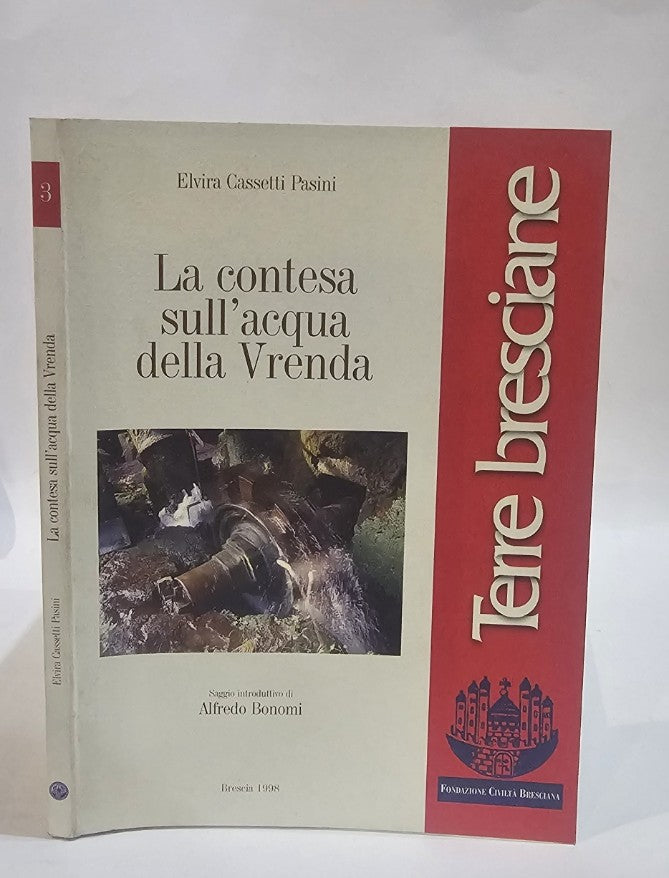 3
La contesa sull'acqua della Vrenda
Elvira Cassetti Pasini
Elvira Cassetti Pasini
La contesa
sull'acqua
della Vrenda
Saggio introduttivo di
Alfredo Bonomi
Brescia 1998
Terre bresciane
FONDAZIONE CIVILTÀ BRESCIANA